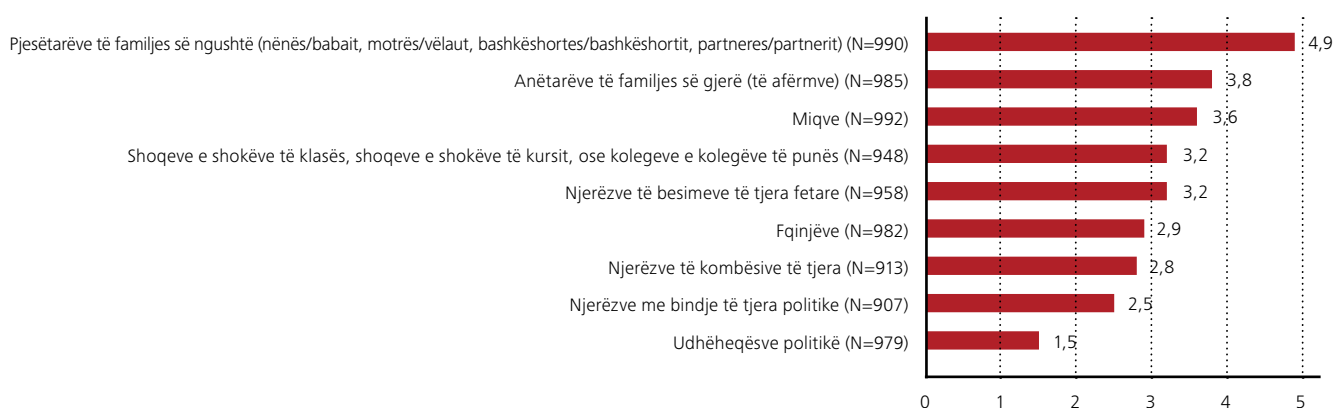 Pjesëtarëve të familjes së ngushtë (nënës/babait, motrës/vëlaut, bashkëshortes/bashkëshortit, partneres/partnerit) (N=990) 4,9
Anëtarëve të familjes së gjerë (të afërmve) (N=985) 3,8
Miqve (N=992) 3,6
Shoqeve e shokëve të klasës, shoqeve e shokëve të kursit, ose kolegeve e kolegëve të punës (N=948) 3,2
Njerëzve të besimeve të tjera fetare (N=958) 3,2
Fqinjëve (N=982) 2,9
Njerëzve të kombësive të tjera (N=913) 2,8
Njerëzve me bindje të tjera politike (N=907) 2,5
Udhëheqësve politikë (N=979) 1,5
0 1 2 3 4 5